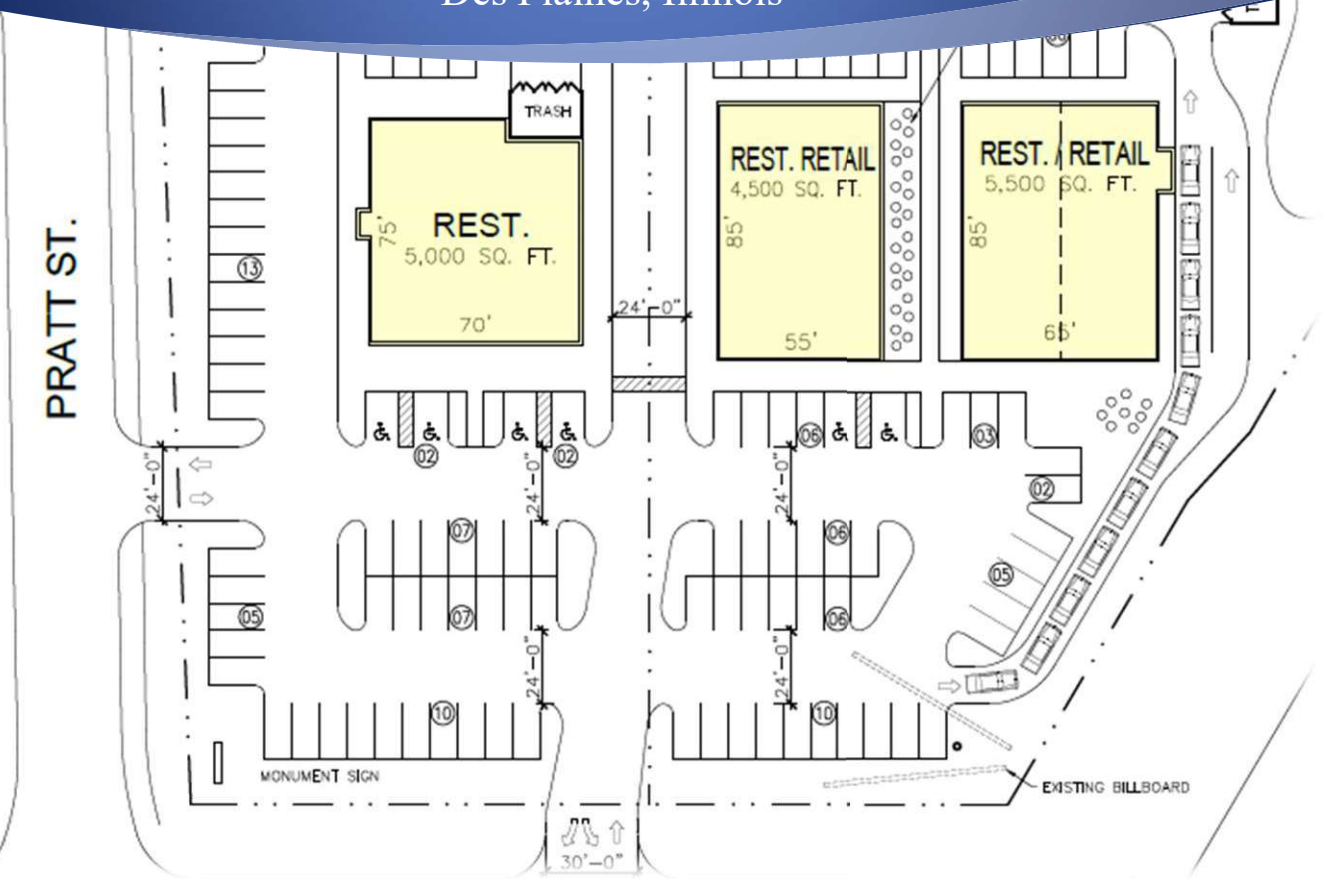 Des Plaines, Illinois
TRASH
REST. RETAIL
4,500 SQ. FT.
85'
55'
REST. / RETAIL
5,500 SQ. FT.
85'
65'
REST.
5,000 SQ. FT.
75'
70'
PRATT ST.
13
24'-0"
02
02
06
03
24'-0"
24'-0"
24'-0"
02
07
06
05
05
07
06
24'-0"
24'-0"
10
10
MONUMENT SIGN
EXISTING BILLBOARD
30'-0"